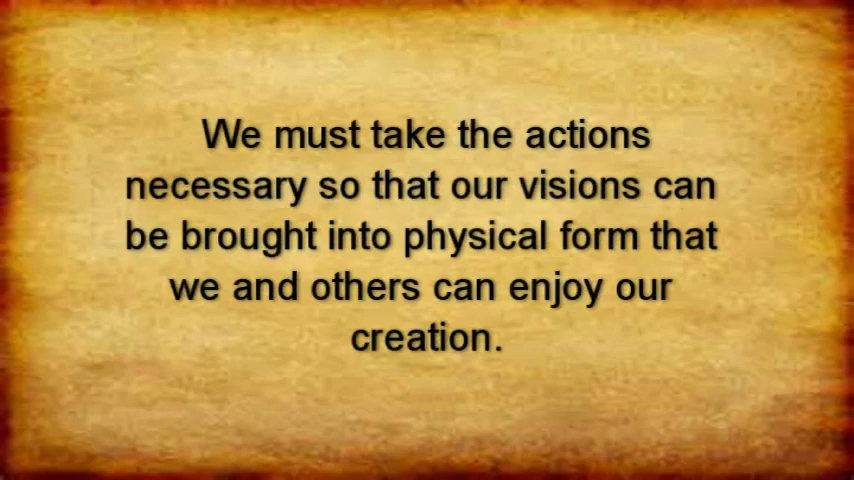 We must take the actions
necessary so that our visions can
be brought into physical form that
we and others can enjoy our
creation.